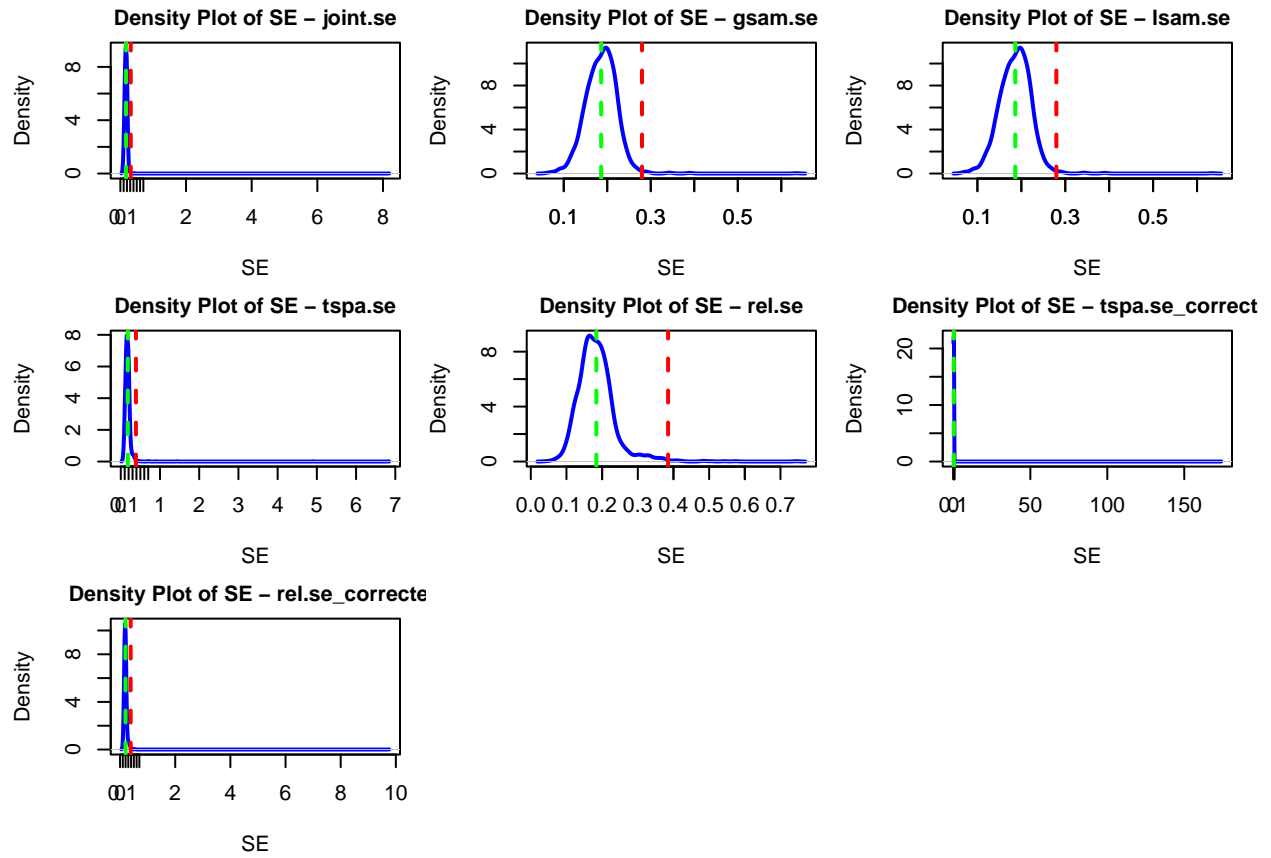 Density Plot of SE − joint.se
Density
0 4 8
0.1 2 4 6 8
SE
Density Plot of SE − gsam.se
Density
0 4 8
0.1 0.3 0.5
SE
Density Plot of SE − lsam.se
Density
0 4 8
0.1 0.3 0.5
SE
Density Plot of SE − tspa.se
Density
0 2 4 6 8
0.1 1 2 3 4 5 6 7
SE
Density Plot of SE − rel.se
Density
0 4 8
0.0 0.1 0.2 0.3 0.4 0.5 0.6 0.7
SE
Density Plot of SE − tspa.se_correct
Density
0 10 20
50 100 150
SE
Density Plot of SE − rel.se_correcte
Density
0 4 8
2 4 6 8 10
SE